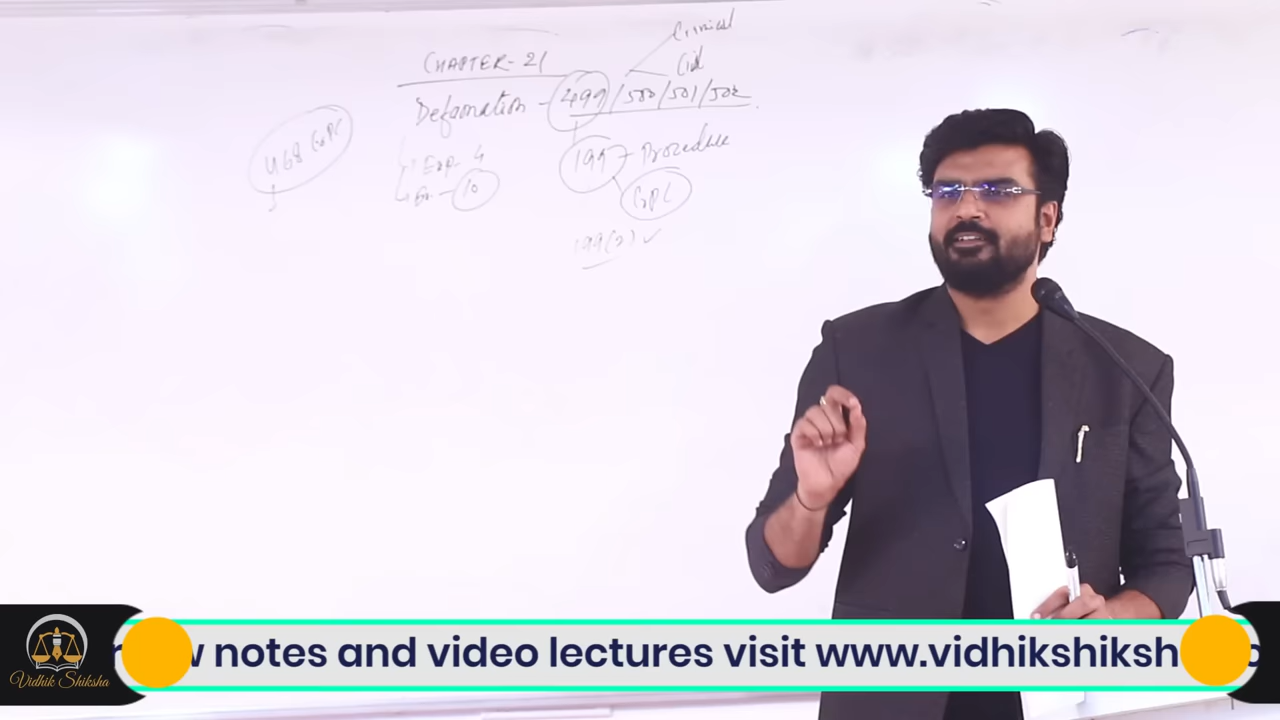 Criminal
CHAPTER-21
Civil
Defamation - 499/500/501/502
468 CrPC
Exp- 4
199 - Procedure
Ex. - 10
CrPC
199(2) ✓
w notes and video lectures visit www.vidhikshiksh
Vidhik Shiksha